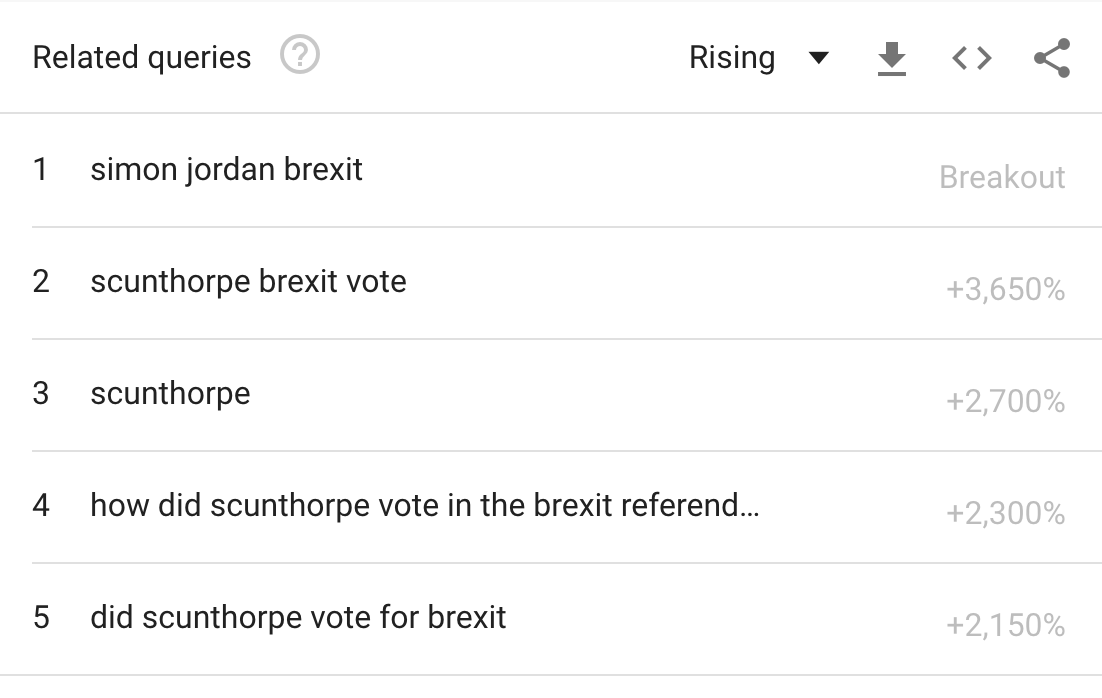 Related queries ? Rising
1 simon jordan brexit Breakout
2 scunthorpe brexit vote +3,650%
3 scunthorpe +2,700%
4 how did scunthorpe vote in the brexit referend... +2,300%
5 did scunthorpe vote for brexit +2,150%